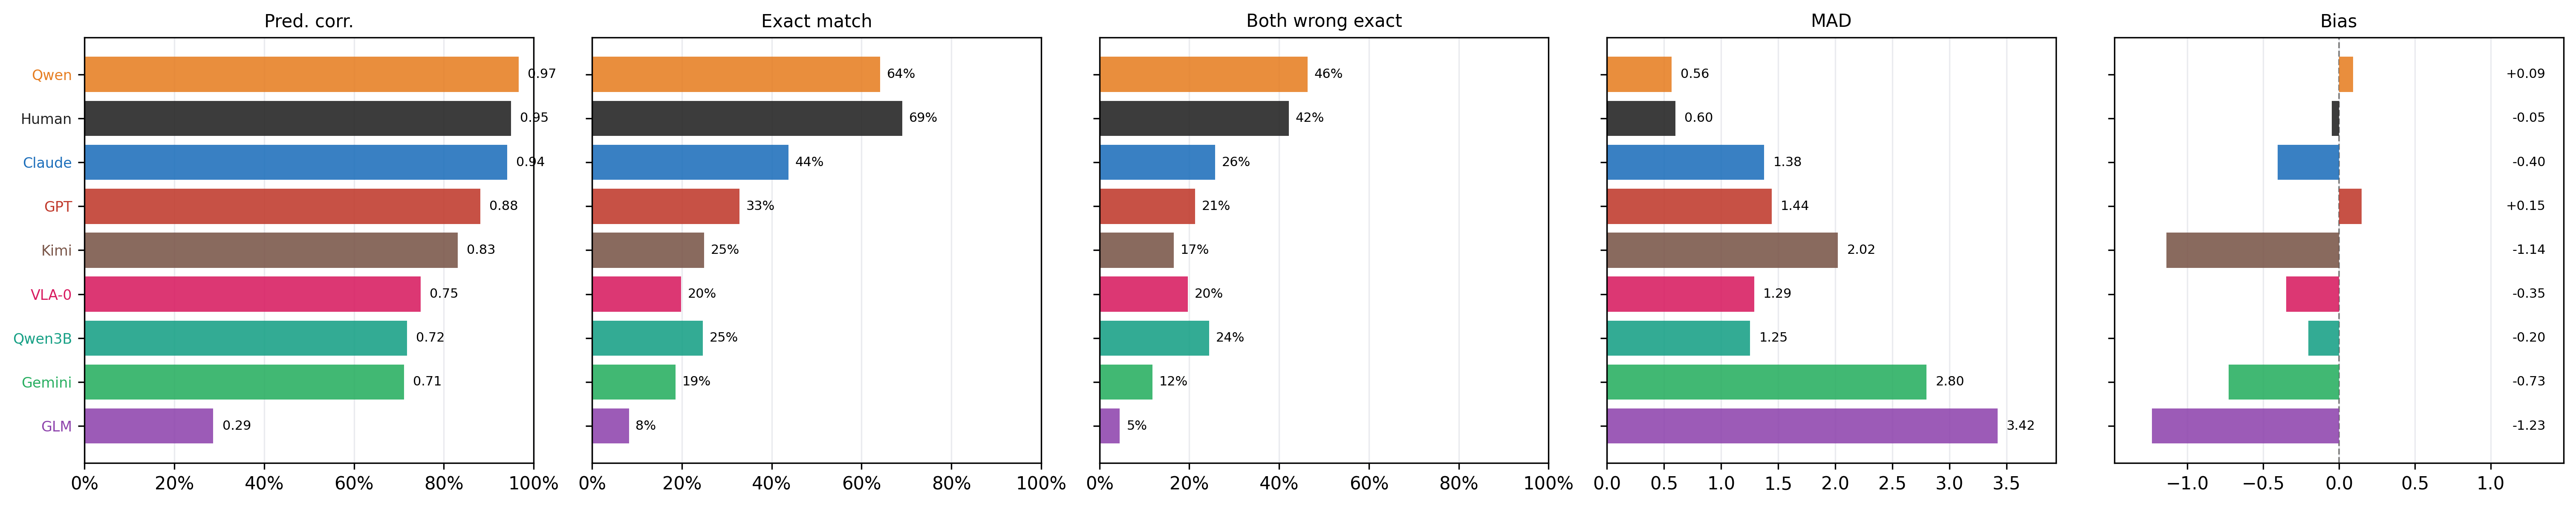 Pred. corr. Exact match Both wrong exact MAD Bias
Qwen 0.97 64% 46% 0.56 +0.09
Human 0.95 69% 42% 0.60 -0.05
Claude 0.94 44% 26% 1.38 -0.40
GPT 0.88 33% 21% 1.44 +0.15
Kimi 0.83 25% 17% 2.02 -1.14
VLA-0 0.75 20% 20% 1.29 -0.35
Qwen3B 0.72 25% 24% 1.25 -0.20
Gemini 0.71 19% 12% 2.80 -0.73
GLM 0.29 8% 5% 3.42 -1.23
0% 20% 40% 60% 80% 100% 0% 20% 40% 60% 80% 100% 0% 20% 40% 60% 80% 100% 0.0 0.5 1.0 1.5 2.0 2.5 3.0 3.5 −1.0 −0.5 0.0 0.5 1.0